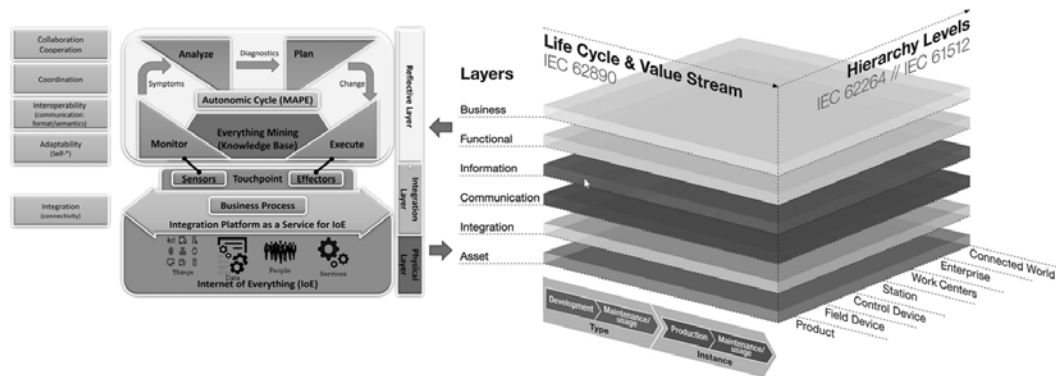 Collaboration
Cooperation
Coordination
Interoperability
(communication:
format/semantics)
Adaptability
(Self-*)
Integration
(connectivity)
Analyze
Diagnostics
Plan
Symptoms
Change
Autonomic Cycle (MAPE)
Everything Mining
(Knowledge Base)
Monitor
Execute
Sensors
Touchpoint
Effectors
Business Process
Integration Platform as a Service for IoE
Things
Data
People
Services
Internet of Everything (IoE)
Reflective Layer
Integration
Layer
Physical
Layer
Layers
Business
Functional
Information
Communication
Integration
Asset
Life Cycle & Value Stream
IEC 62890
Hierarchy Levels
IEC 62264 // IEC 61512
Connected World
Enterprise
Work Centers
Station
Control Device
Field Device
Product
Development
Maintenance/
usage
Type
Production
Maintenance/
usage
Instance